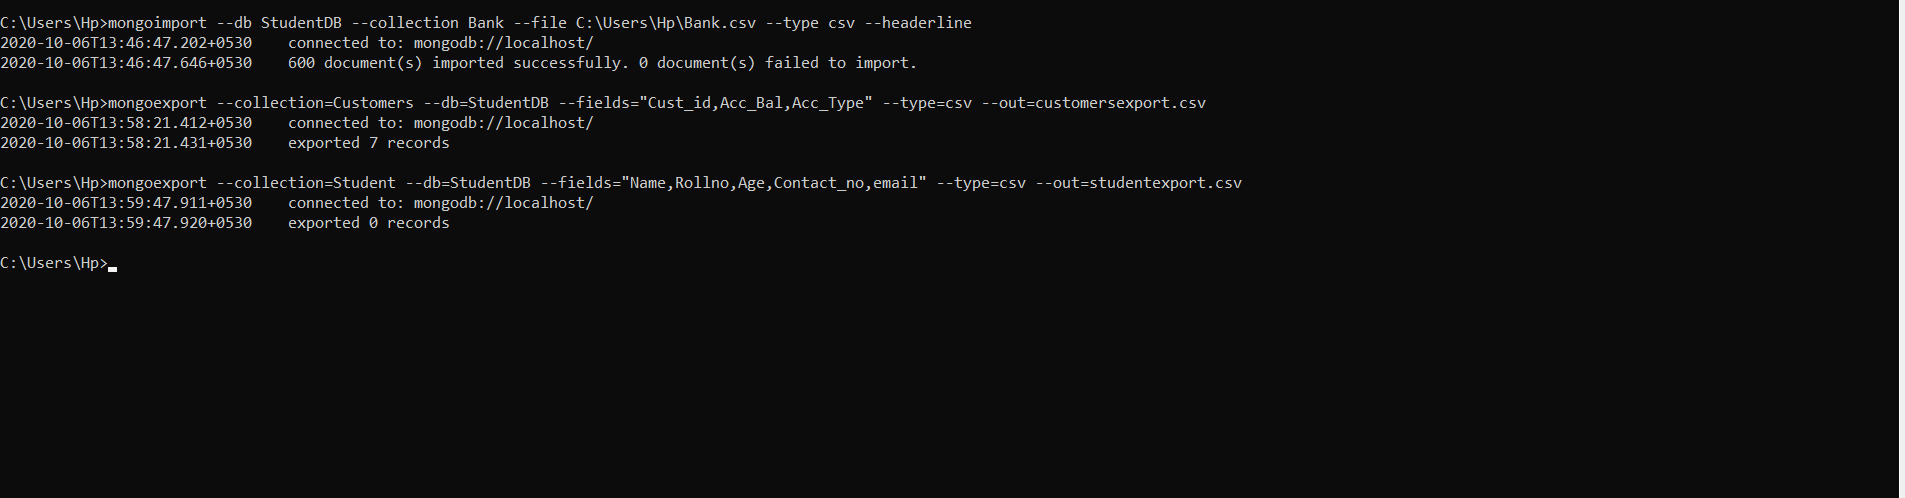 C:\Users\Hp>mongoimport --db StudentDB --collection Bank --file C:\Users\Hp\Bank.csv --type csv --headerline
2020-10-06T13:46:47.202+0530    connected to: mongodb://localhost/
2020-10-06T13:46:47.646+0530    600 document(s) imported successfully. 0 document(s) failed to import.
C:\Users\Hp>mongoexport --collection=Customers --db=StudentDB --fields="Cust_id,Acc_Bal,Acc_Type" --type=csv --out=customersexport.csv
2020-10-06T13:58:21.412+0530    connected to: mongodb://localhost/
2020-10-06T13:58:21.431+0530    exported 7 records
C:\Users\Hp>mongoexport --collection=Student --db=StudentDB --fields="Name,Rollno,Age,Contact_no,email" --type=csv --out=studentexport.csv
2020-10-06T13:59:47.911+0530    connected to: mongodb://localhost/
2020-10-06T13:59:47.920+0530    exported 0 records
C:\Users\Hp>